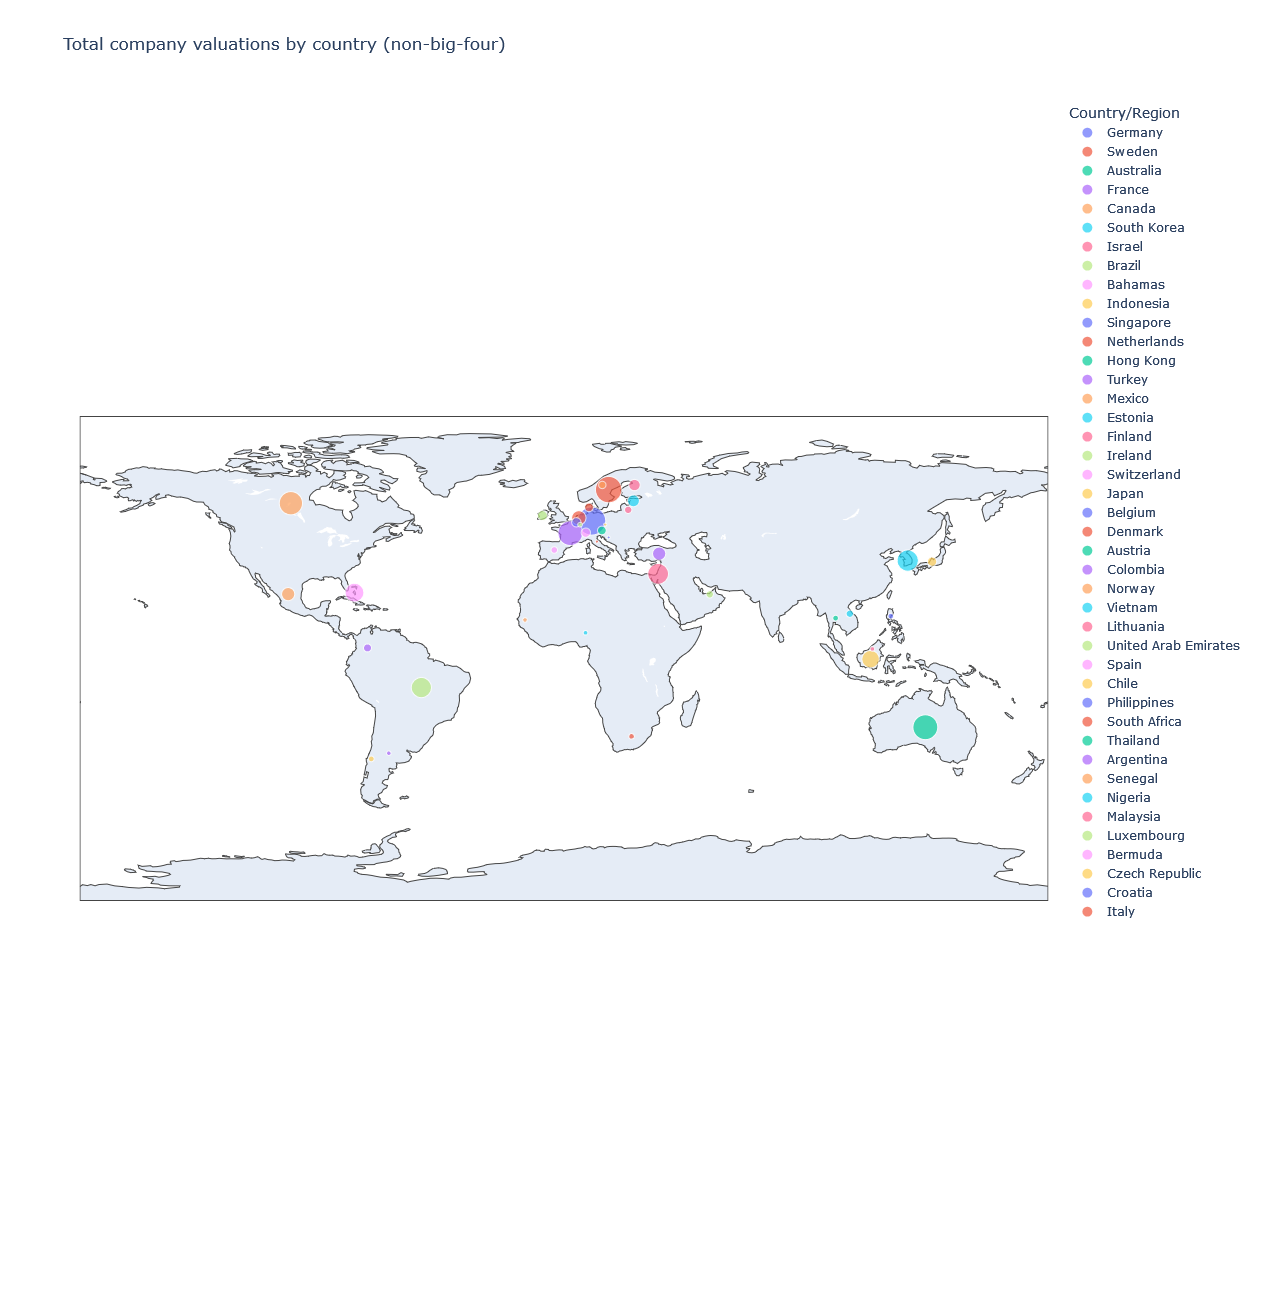 Total company valuations by country (non-big-four)
Country/Region
Germany
Sweden
Australia
France
Canada
South Korea
Israel
Brazil
Bahamas
Indonesia
Singapore
Netherlands
Hong Kong
Turkey
Mexico
Estonia
Finland
Ireland
Switzerland
Japan
Belgium
Denmark
Austria
Colombia
Norway
Vietnam
Lithuania
United Arab Emirates
Spain
Chile
Philippines
South Africa
Thailand
Argentina
Senegal
Nigeria
Malaysia
Luxembourg
Bermuda
Czech Republic
Croatia
Italy